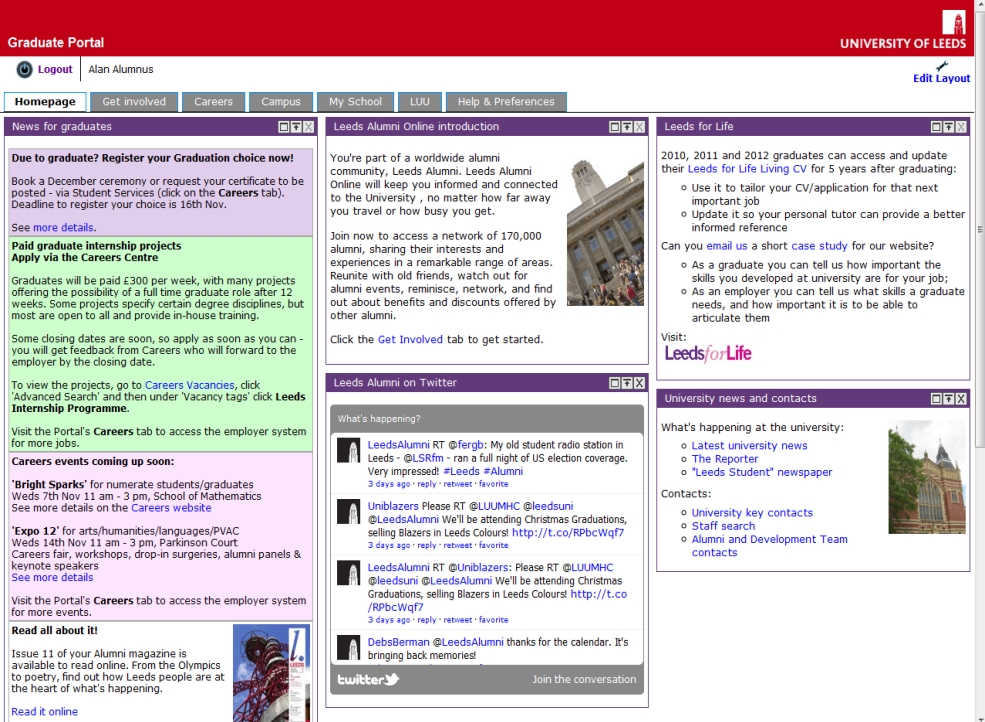 Graduate Portal
UNIVERSITY OF LEEDS
Logout
Alan Alumnus
Edit Layout
Homepage
Get involved
Careers
Campus
My School
LUU
Help & Preferences
News for graduates
Due to graduate? Register your Graduation choice now!
Book a December ceremony or request your certificate to be
posted - via Student Services (click on the Careers tab).
Deadline to register your choice is 16th Nov.
See more details.
Paid graduate internship projects
Apply via the Careers Centre
Graduates will be paid £300 per week, with many projects
offering the possibility of a full time graduate role after 12
weeks. Some projects specify certain degree disciplines, but
most are open to all and provide in-house training.
Some closing dates are soon, so apply as soon as you can -
you will get feedback from Careers who will forward to the
employer by the closing date.
To view the projects, go to Careers Vacancies, click
'Advanced Search' and then under 'Vacancy tags' click Leeds
Internship Programme.
Visit the Portal's Careers tab to access the employer system
for more jobs.
Careers events coming up soon:
'Bright Sparks' for numerate students/graduates
Weds 7th Nov 11 am - 3 pm, School of Mathematics
See more details on the Careers website
'Expo 12' for arts/humanities/languages/PVAC
Weds 14th Nov 11 am - 3 pm, Parkinson Court
Careers fair, workshops, drop-in surgeries, alumni panels &
keynote speakers
See more details
Visit the Portal's Careers tab to access the employer system
for more events.
Read all about it!
Issue 11 of your Alumni magazine is
available to read online. From the Olympics
to poetry, find out how Leeds people are at
the heart of what's happening.
Read it online
LEEDS
Leeds Alumni Online introduction
You're part of a worldwide alumni
community, Leeds Alumni. Leeds Alumni
Online will keep you informed and connected
to the University , no matter how far away
you travel or how busy you get.
Join now to access a network of 170,000
alumni, sharing their interests and
experiences in a remarkable range of areas.
Reunite with old friends, watch out for
alumni events, reminisce, network, and find
out about benefits and discounts offered by
other alumni.
Click the Get Involved tab to get started.
Leeds Alumni on Twitter
What's happening?
LeedsAlumni RT @fergb: My old student radio station in
Leeds - @LSRfm - ran a full night of US election coverage.
Very impressed! #Leeds #Alumni
3 days ago · reply · retweet · favorite
Uniblazers Please RT @LUUMHC @leedsuni
@LeedsAlumni We'll be attending Christmas Graduations,
selling Blazers in Leeds Colours! http://t.co/RPbcWqf7
3 days ago · reply · retweet · favorite
LeedsAlumni RT @Uniblazers: Please RT @LUUMHC
@leedsuni @LeedsAlumni We'll be attending Christmas
Graduations, selling Blazers in Leeds Colours! http://t.co
/RPbcWqf7
3 days ago · reply · retweet · favorite
DebsBerman @LeedsAlumni thanks for the calendar. It's
bringing back memories!
twitter
Join the conversation
Leeds for Life
2010, 2011 and 2012 graduates can access and update
their Leeds for Life Living CV for 5 years after graduating:
Use it to tailor your CV/application for that next
important job
Update it so your personal tutor can provide a better
informed reference
Can you email us a short case study for our website?
As a graduate you can tell us how important the
skills you developed at university are for your job;
As an employer you can tell us what skills a graduate
needs, and how important it is to be able to
articulate them
Visit:
LeedsforLife
University news and contacts
What's happening at the university:
Latest university news
The Reporter
"Leeds Student" newspaper
Contacts:
University key contacts
Staff search
Alumni and Development Team
contacts